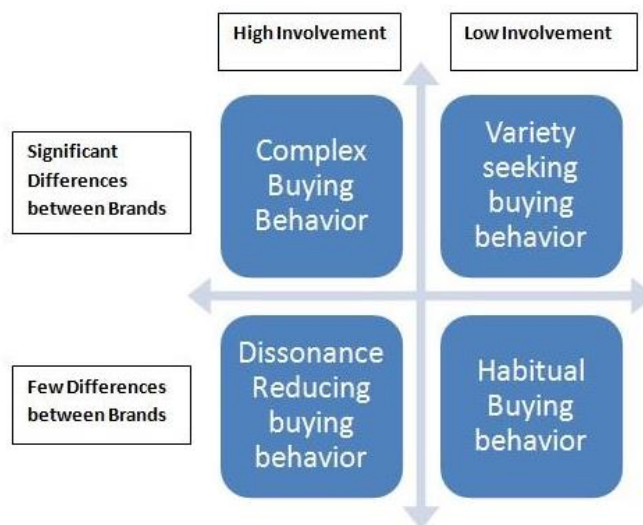 High Involvement
Low Involvement
Significant
Differences
between Brands
Complex
Buying
Behavior
Variety
seeking
buying
behavior
Few Differences
between Brands
Dissonance
Reducing
buying
behavior
Habitual
Buying
behavior